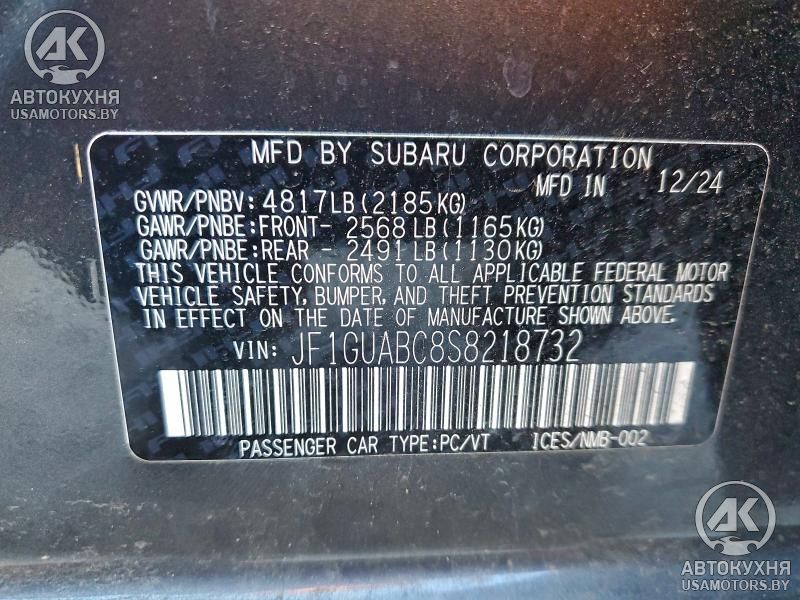 AK
АВТОКУХНЯ
USAMOTORS.BY
MFD BY SUBARU CORPORATION
MFD IN 12/24
GVWR/PNBV: 4817LB(2185KG)
GAWR/PNBE:FRONT- 2568LB(1165KG)
GAWR/PNBE:REAR - 2491LB(1130KG)
THIS VEHICLE CONFORMS TO ALL APPLICABLE FEDERAL MOTOR
VEHICLE SAFETY, BUMPER, AND THEFT PREVENTION STANDARDS
IN EFFECT ON THE DATE OF MANUFACTURE SHOWN ABOVE.
VIN: JF1GUABC8S8218732
PASSENGER CAR TYPE:PC/VT ICES/NMB-002
AK
АВТОКУХНЯ
USAMOTORS.BY